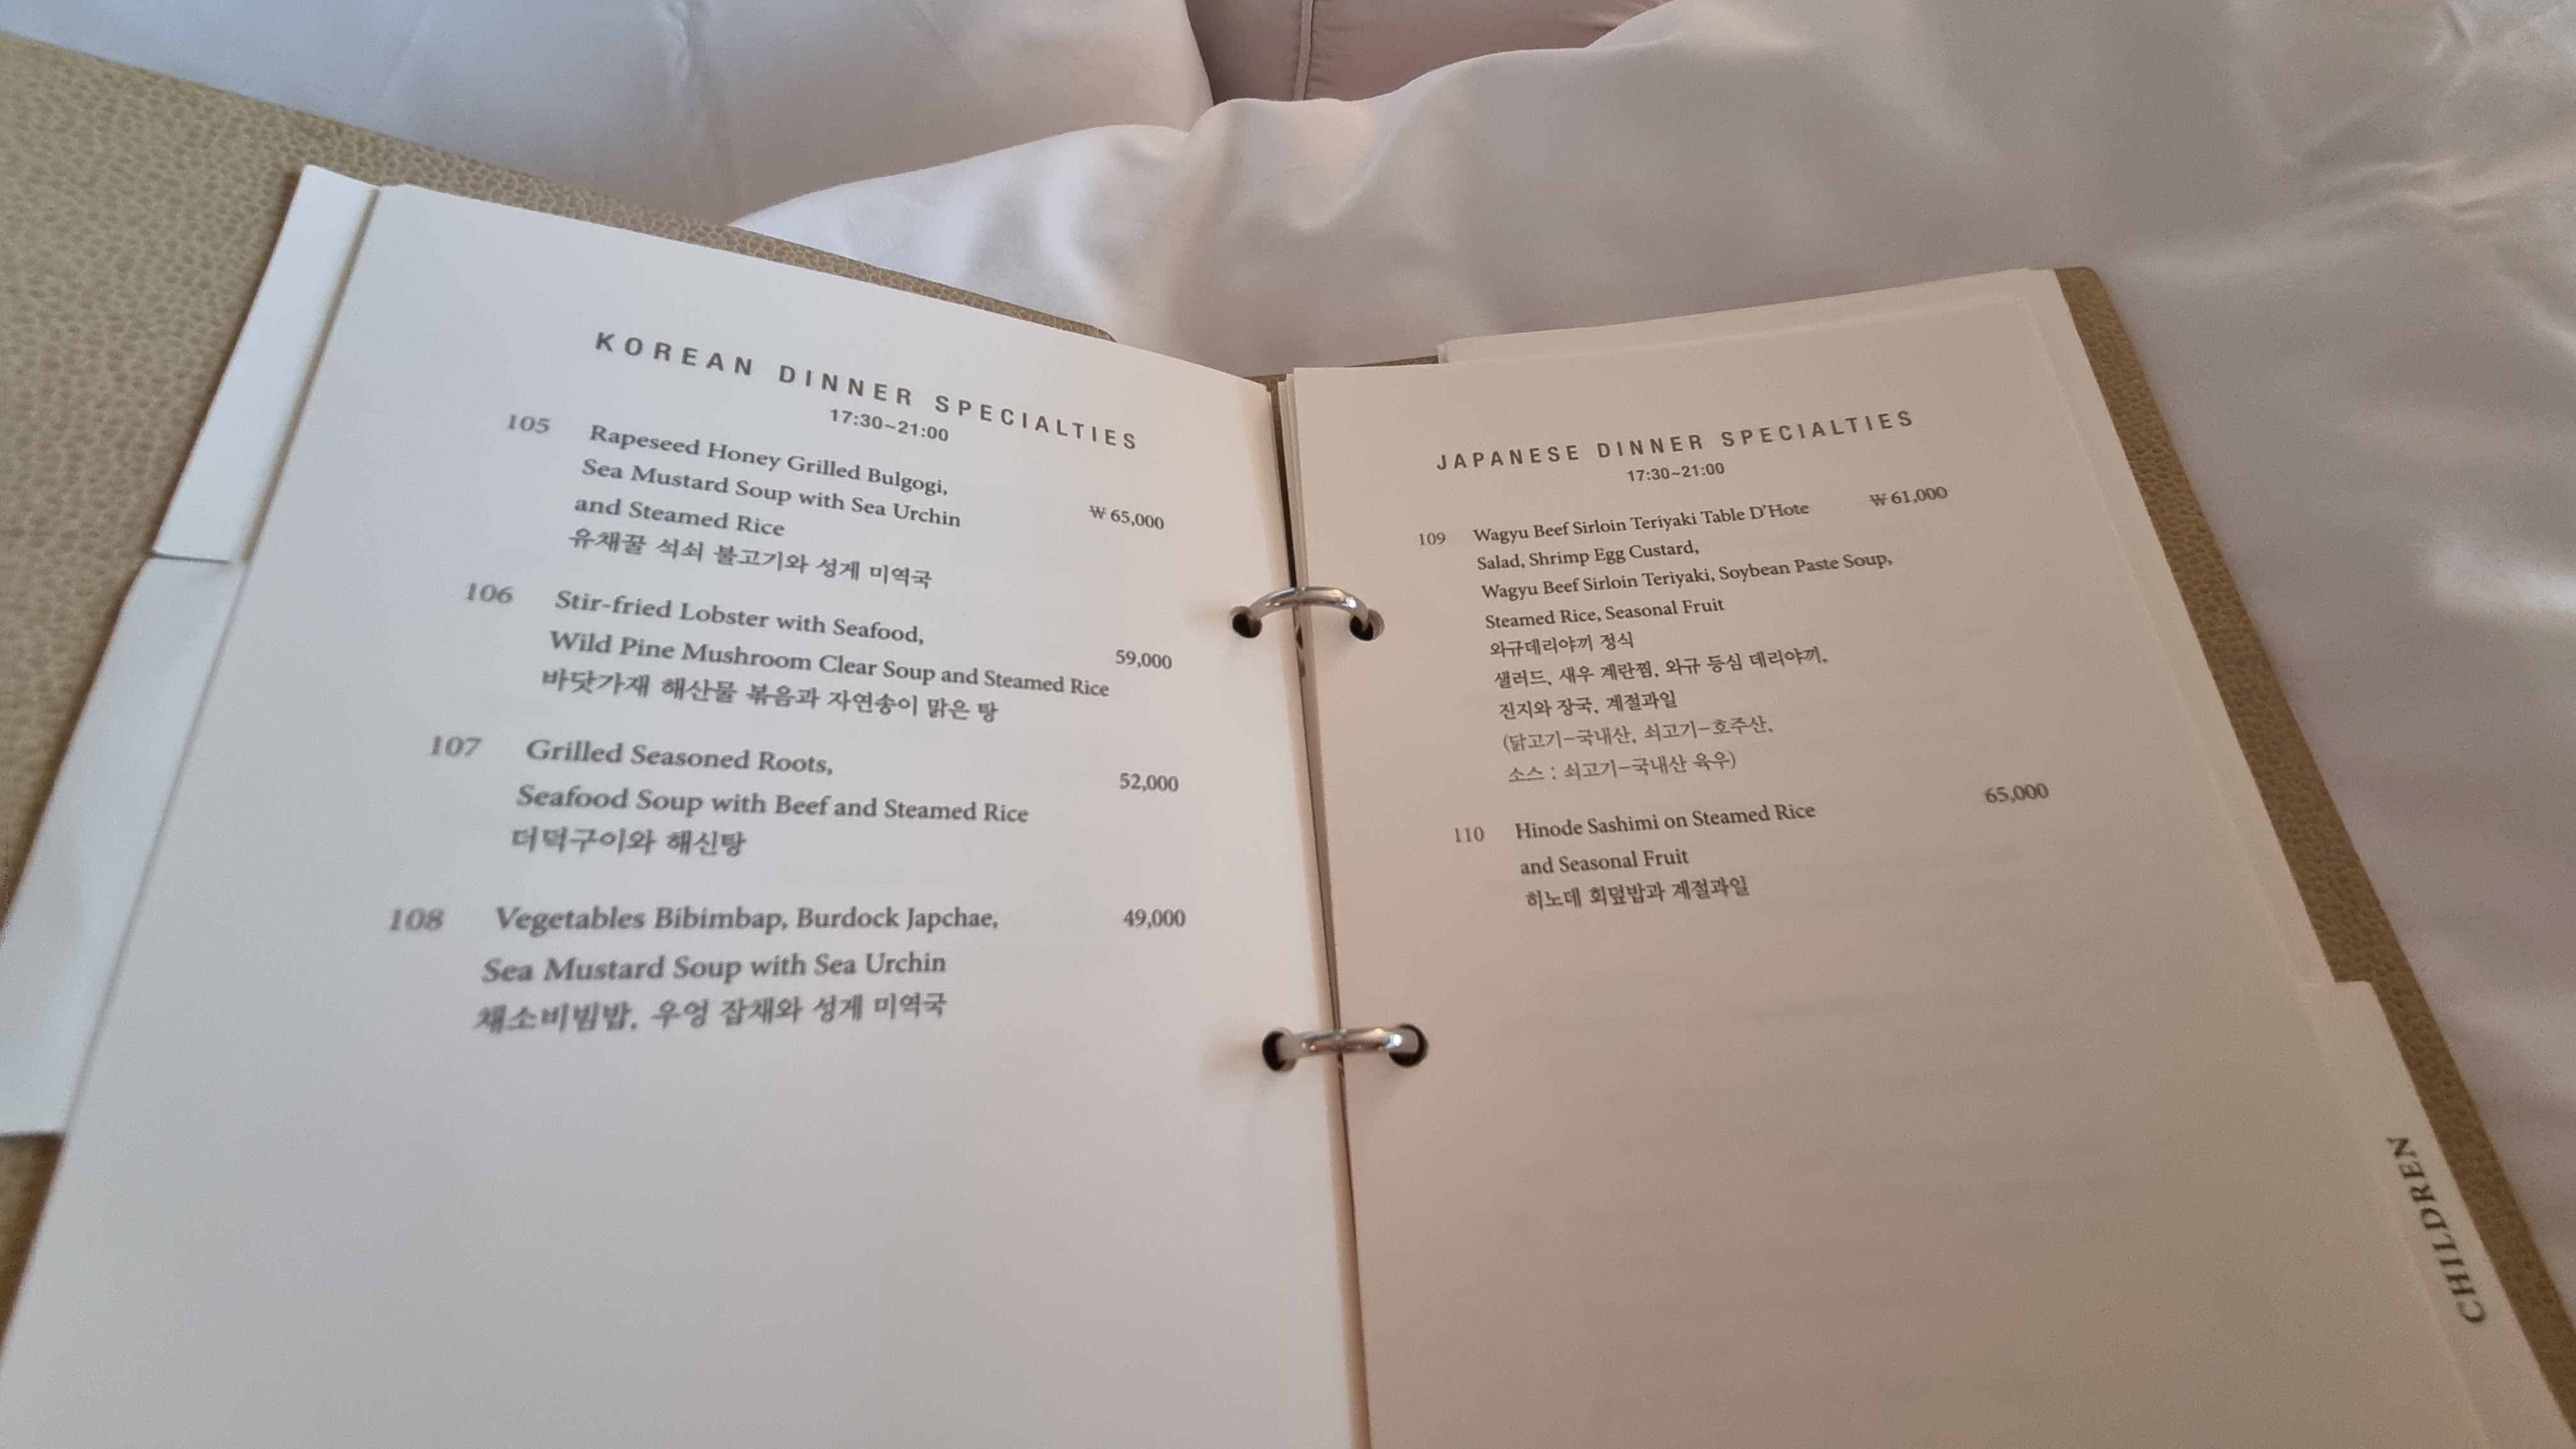 KOREAN DINNER SPECIALTIES
17:30~21:00
105 Rapeseed Honey Grilled Bulgogi,
Sea Mustard Soup with Sea Urchin ₩ 65,000
and Steamed Rice
유채꿀 석쇠 불고기와 성게 미역국
106 Stir-fried Lobster with Seafood,
Wild Pine Mushroom Clear Soup and Steamed Rice 59,000
바닷가재 해산물 볶음과 자연송이 맑은 탕
107 Grilled Seasoned Roots, 52,000
Seafood Soup with Beef and Steamed Rice
더덕구이와 해신탕
108 Vegetables Bibimbap, Burdock Japchae, 49,000
Sea Mustard Soup with Sea Urchin
채소비빔밥, 우엉 잡채와 성게 미역국
JAPANESE DINNER SPECIALTIES
17:30~21:00
109 Wagyu Beef Sirloin Teriyaki Table D'Hote ₩ 61,000
Salad, Shrimp Egg Custard,
Wagyu Beef Sirloin Teriyaki, Soybean Paste Soup,
Steamed Rice, Seasonal Fruit
와규데리야끼 정식
샐러드, 새우 계란찜, 와규 등심 데리야끼,
진지와 장국, 계절과일
(닭고기-국내산, 쇠고기-호주산,
소스 : 쇠고기-국내산 육우)
110 Hinode Sashimi on Steamed Rice 65,000
and Seasonal Fruit
히노데 회덮밥과 계절과일
CHILDREN